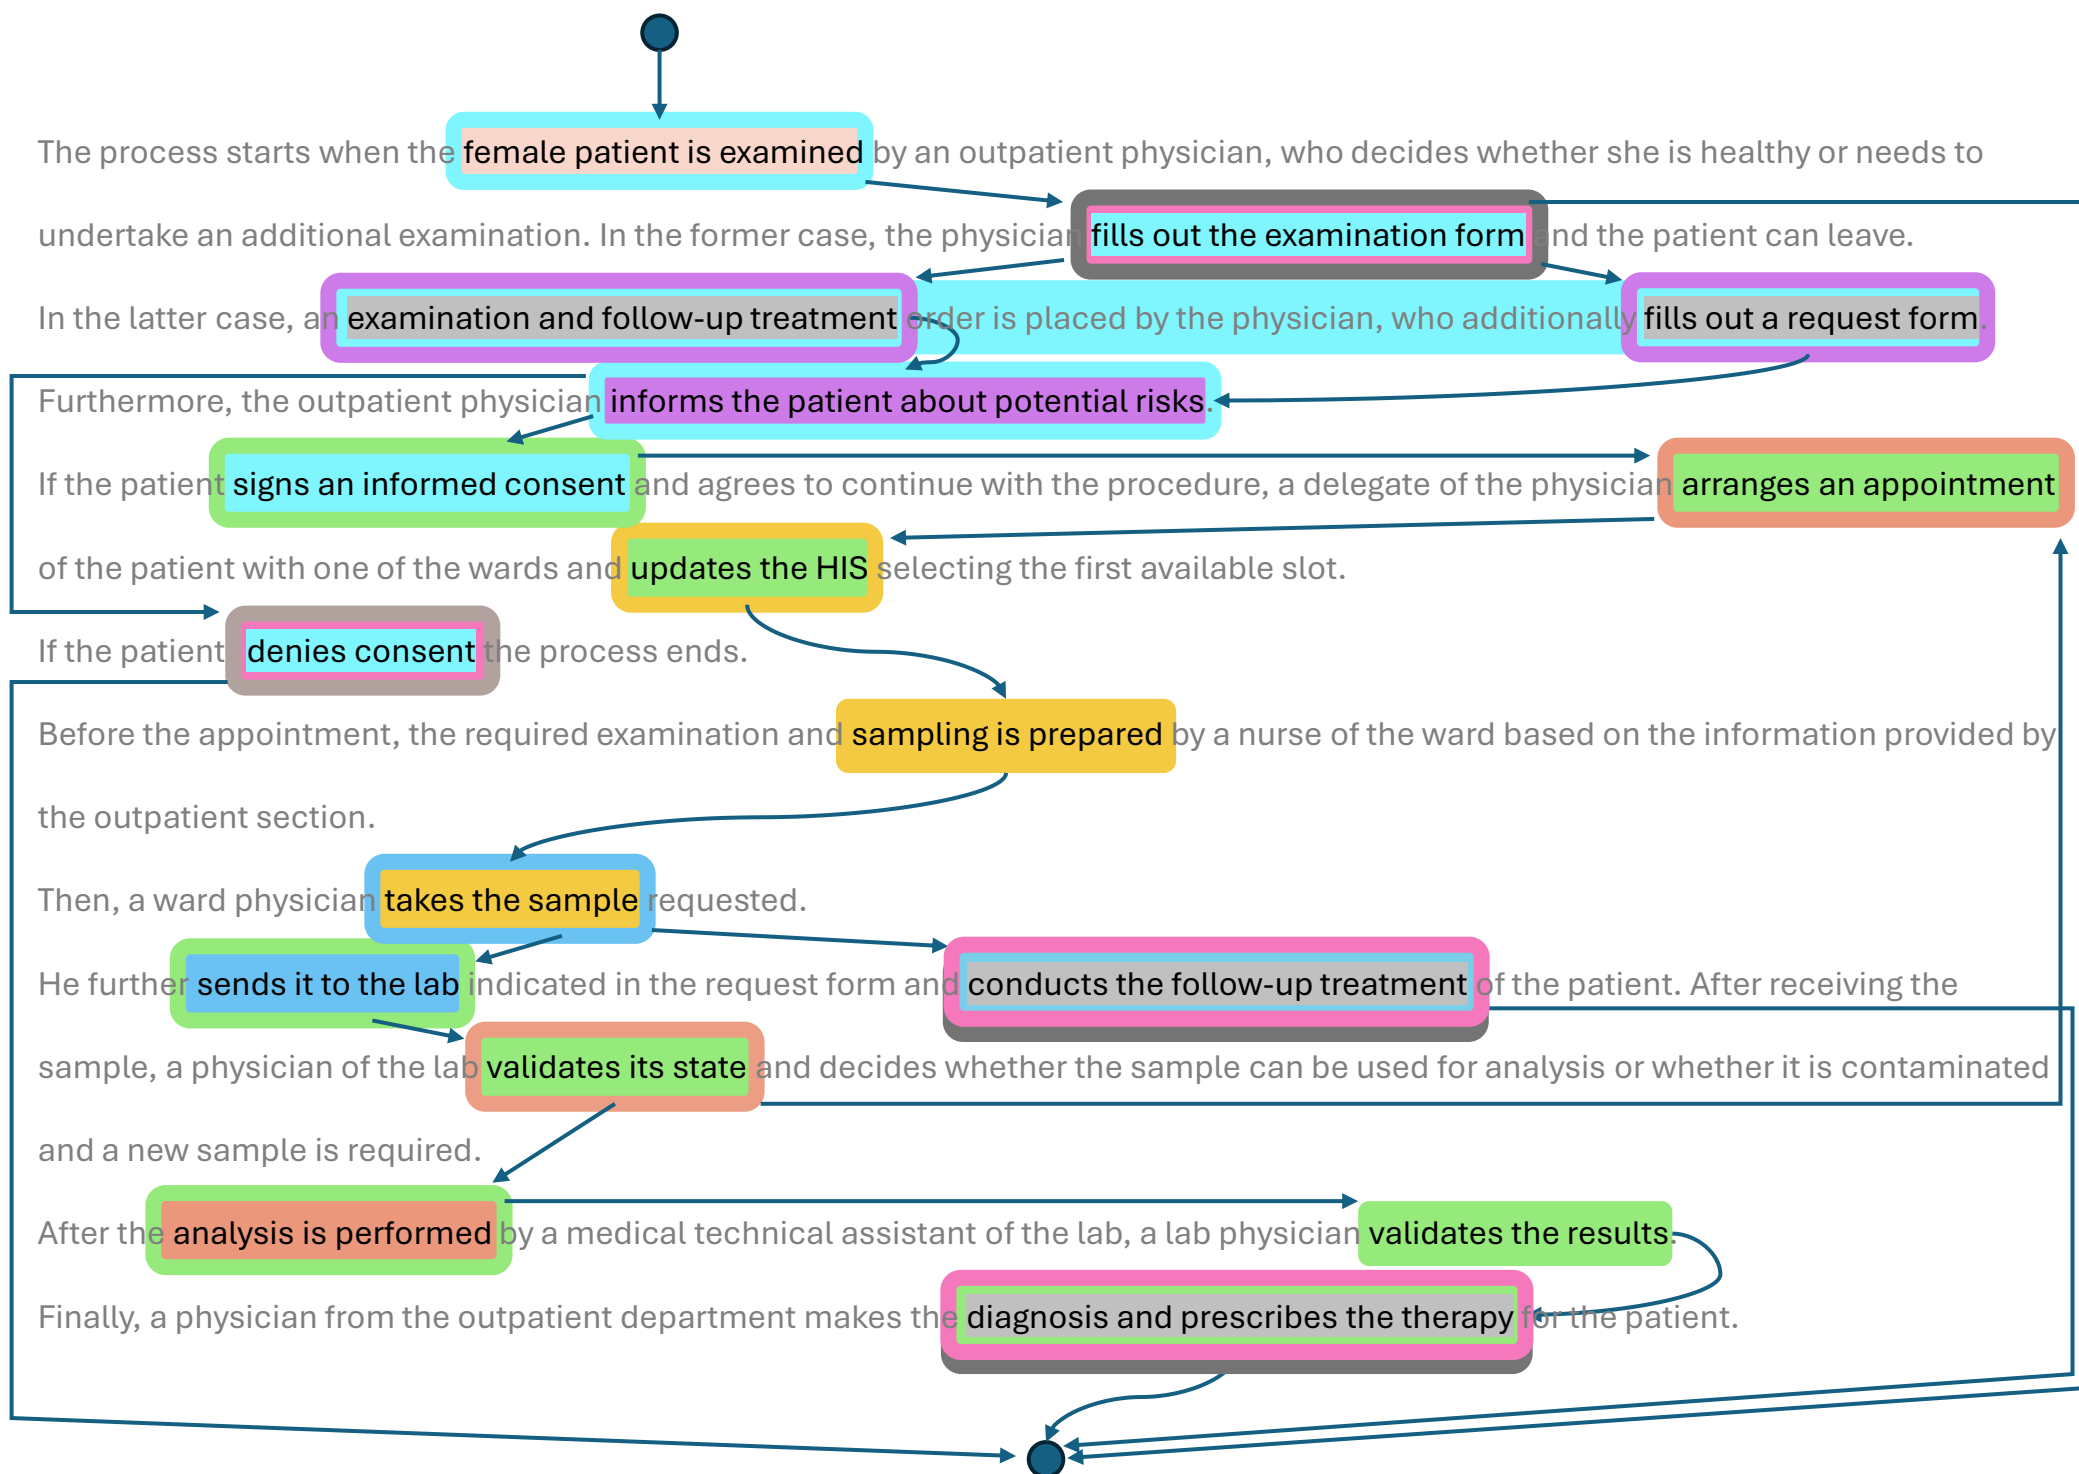 The process starts when the female patient is examined by an outpatient physician, who decides whether she is healthy or needs to
undertake an additional examination. In the former case, the physician fills out the examination form and the patient can leave.
In the latter case, an examination and follow-up treatment order is placed by the physician, who additionally fills out a request form.
Furthermore, the outpatient physician informs the patient about potential risks.
If the patient signs an informed consent and agrees to continue with the procedure, a delegate of the physician arranges an appointment
of the patient with one of the wards and updates the HIS selecting the first available slot.
If the patient denies consent the process ends.
Before the appointment, the required examination and sampling is prepared by a nurse of the ward based on the information provided by
the outpatient section.
Then, a ward physician takes the sample requested.
He further sends it to the lab indicated in the request form and conducts the follow-up treatment of the patient. After receiving the
sample, a physician of the lab validates its state and decides whether the sample can be used for analysis or whether it is contaminated
and a new sample is required.
After the analysis is performed by a medical technical assistant of the lab, a lab physician validates the results.
Finally, a physician from the outpatient department makes the diagnosis and prescribes the therapy for the patient.